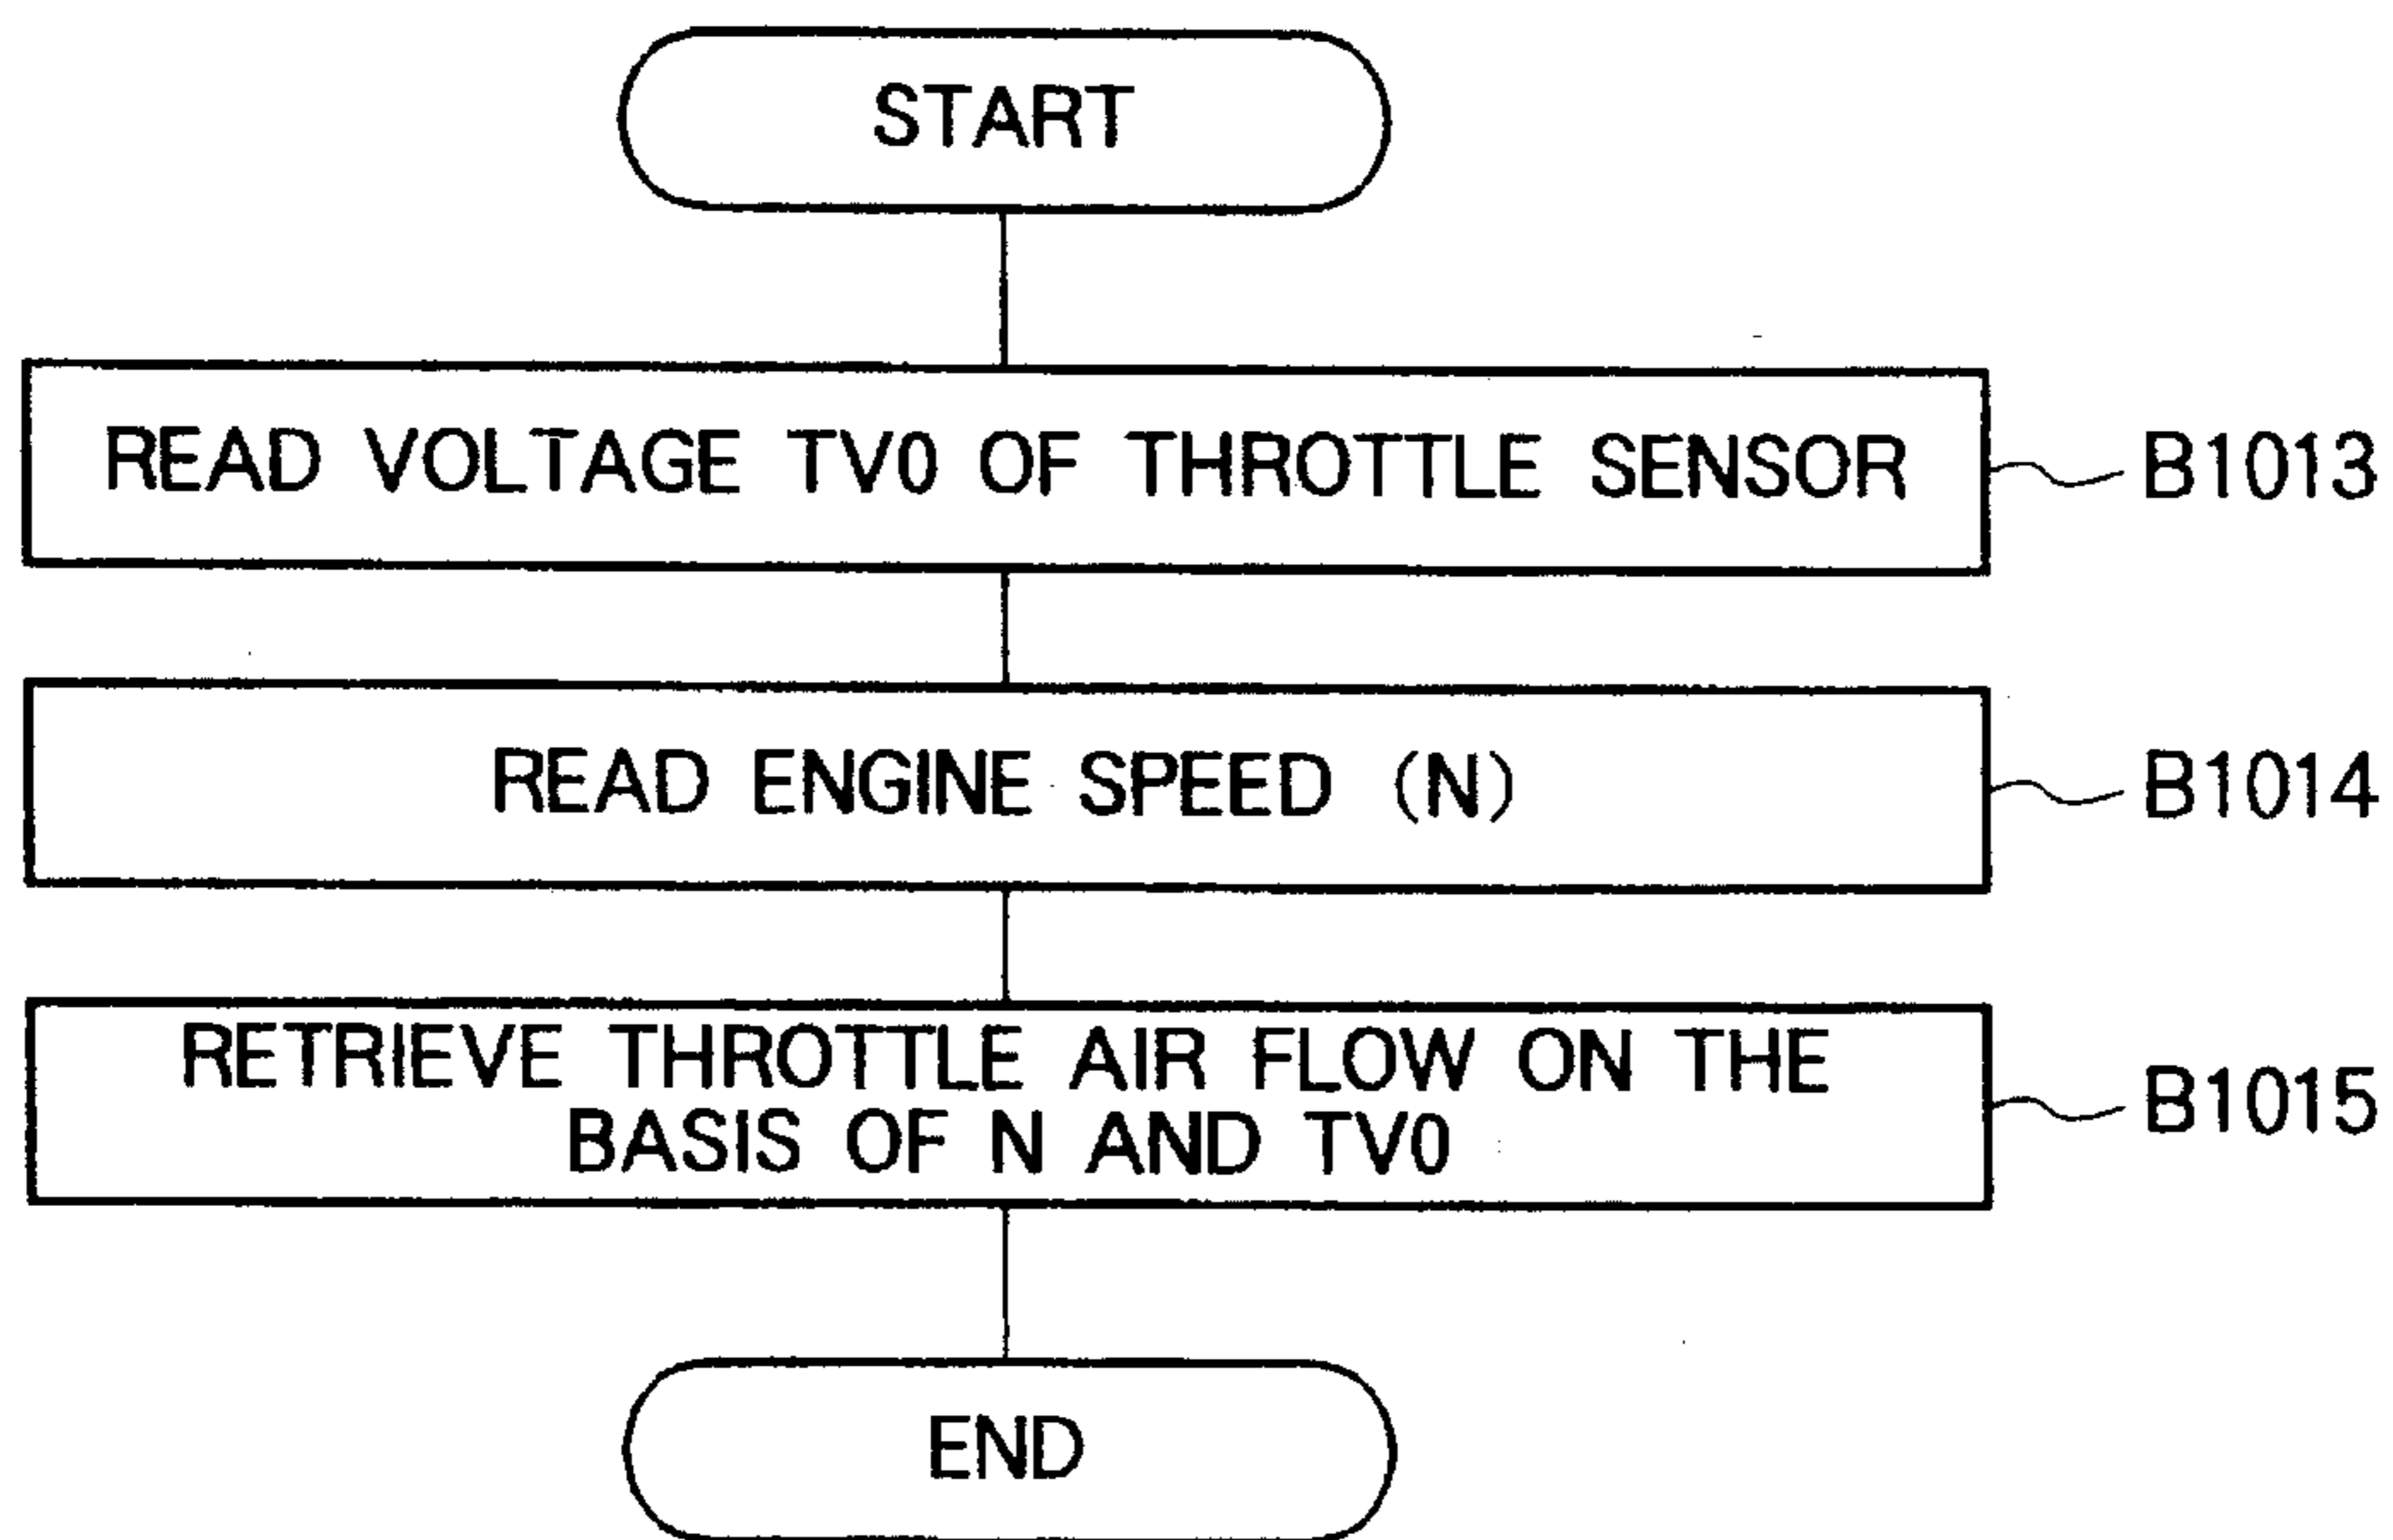 START
READ VOLTAGE TV0 OF THROTTLE SENSOR
B1013
READ ENGINE SPEED (N)
B1014
RETRIEVE THROTTLE AIR FLOW ON THE
BASIS OF N AND TV0
B1015
END